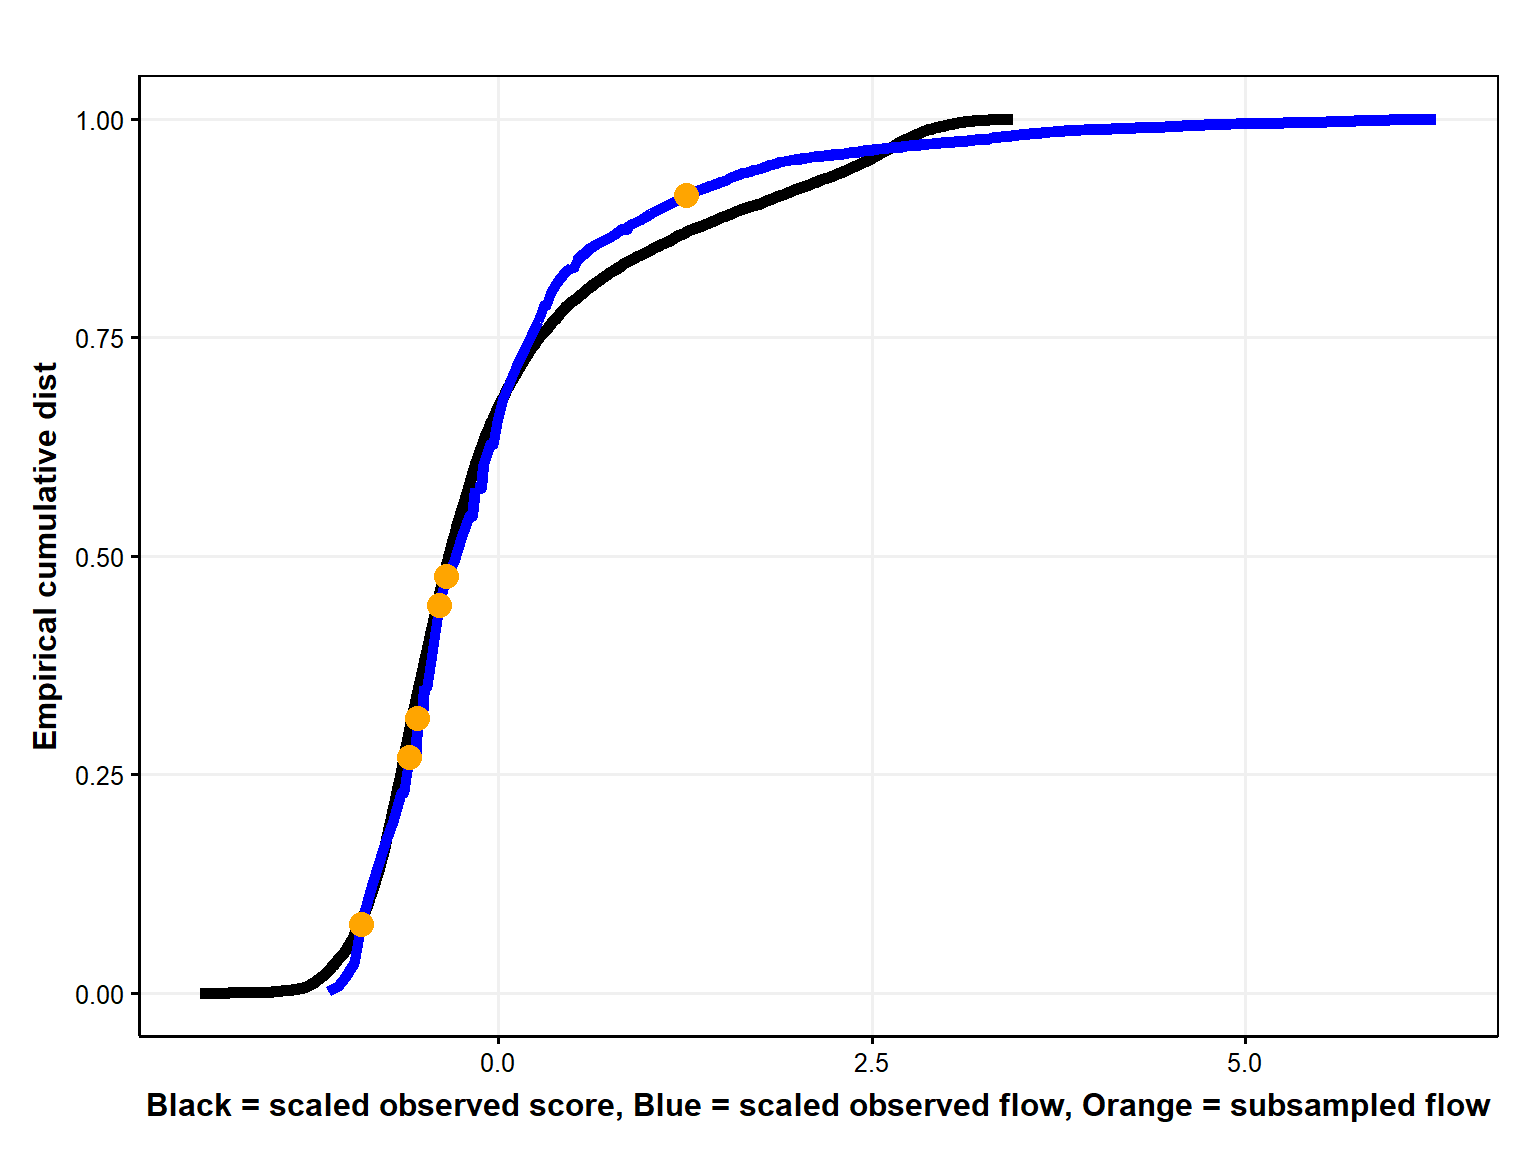 1.00
0.75
0.50
0.25
0.00
Empirical cumulative dist
0.0 2.5 5.0
Black = scaled observed score, Blue = scaled observed flow, Orange = subsampled flow